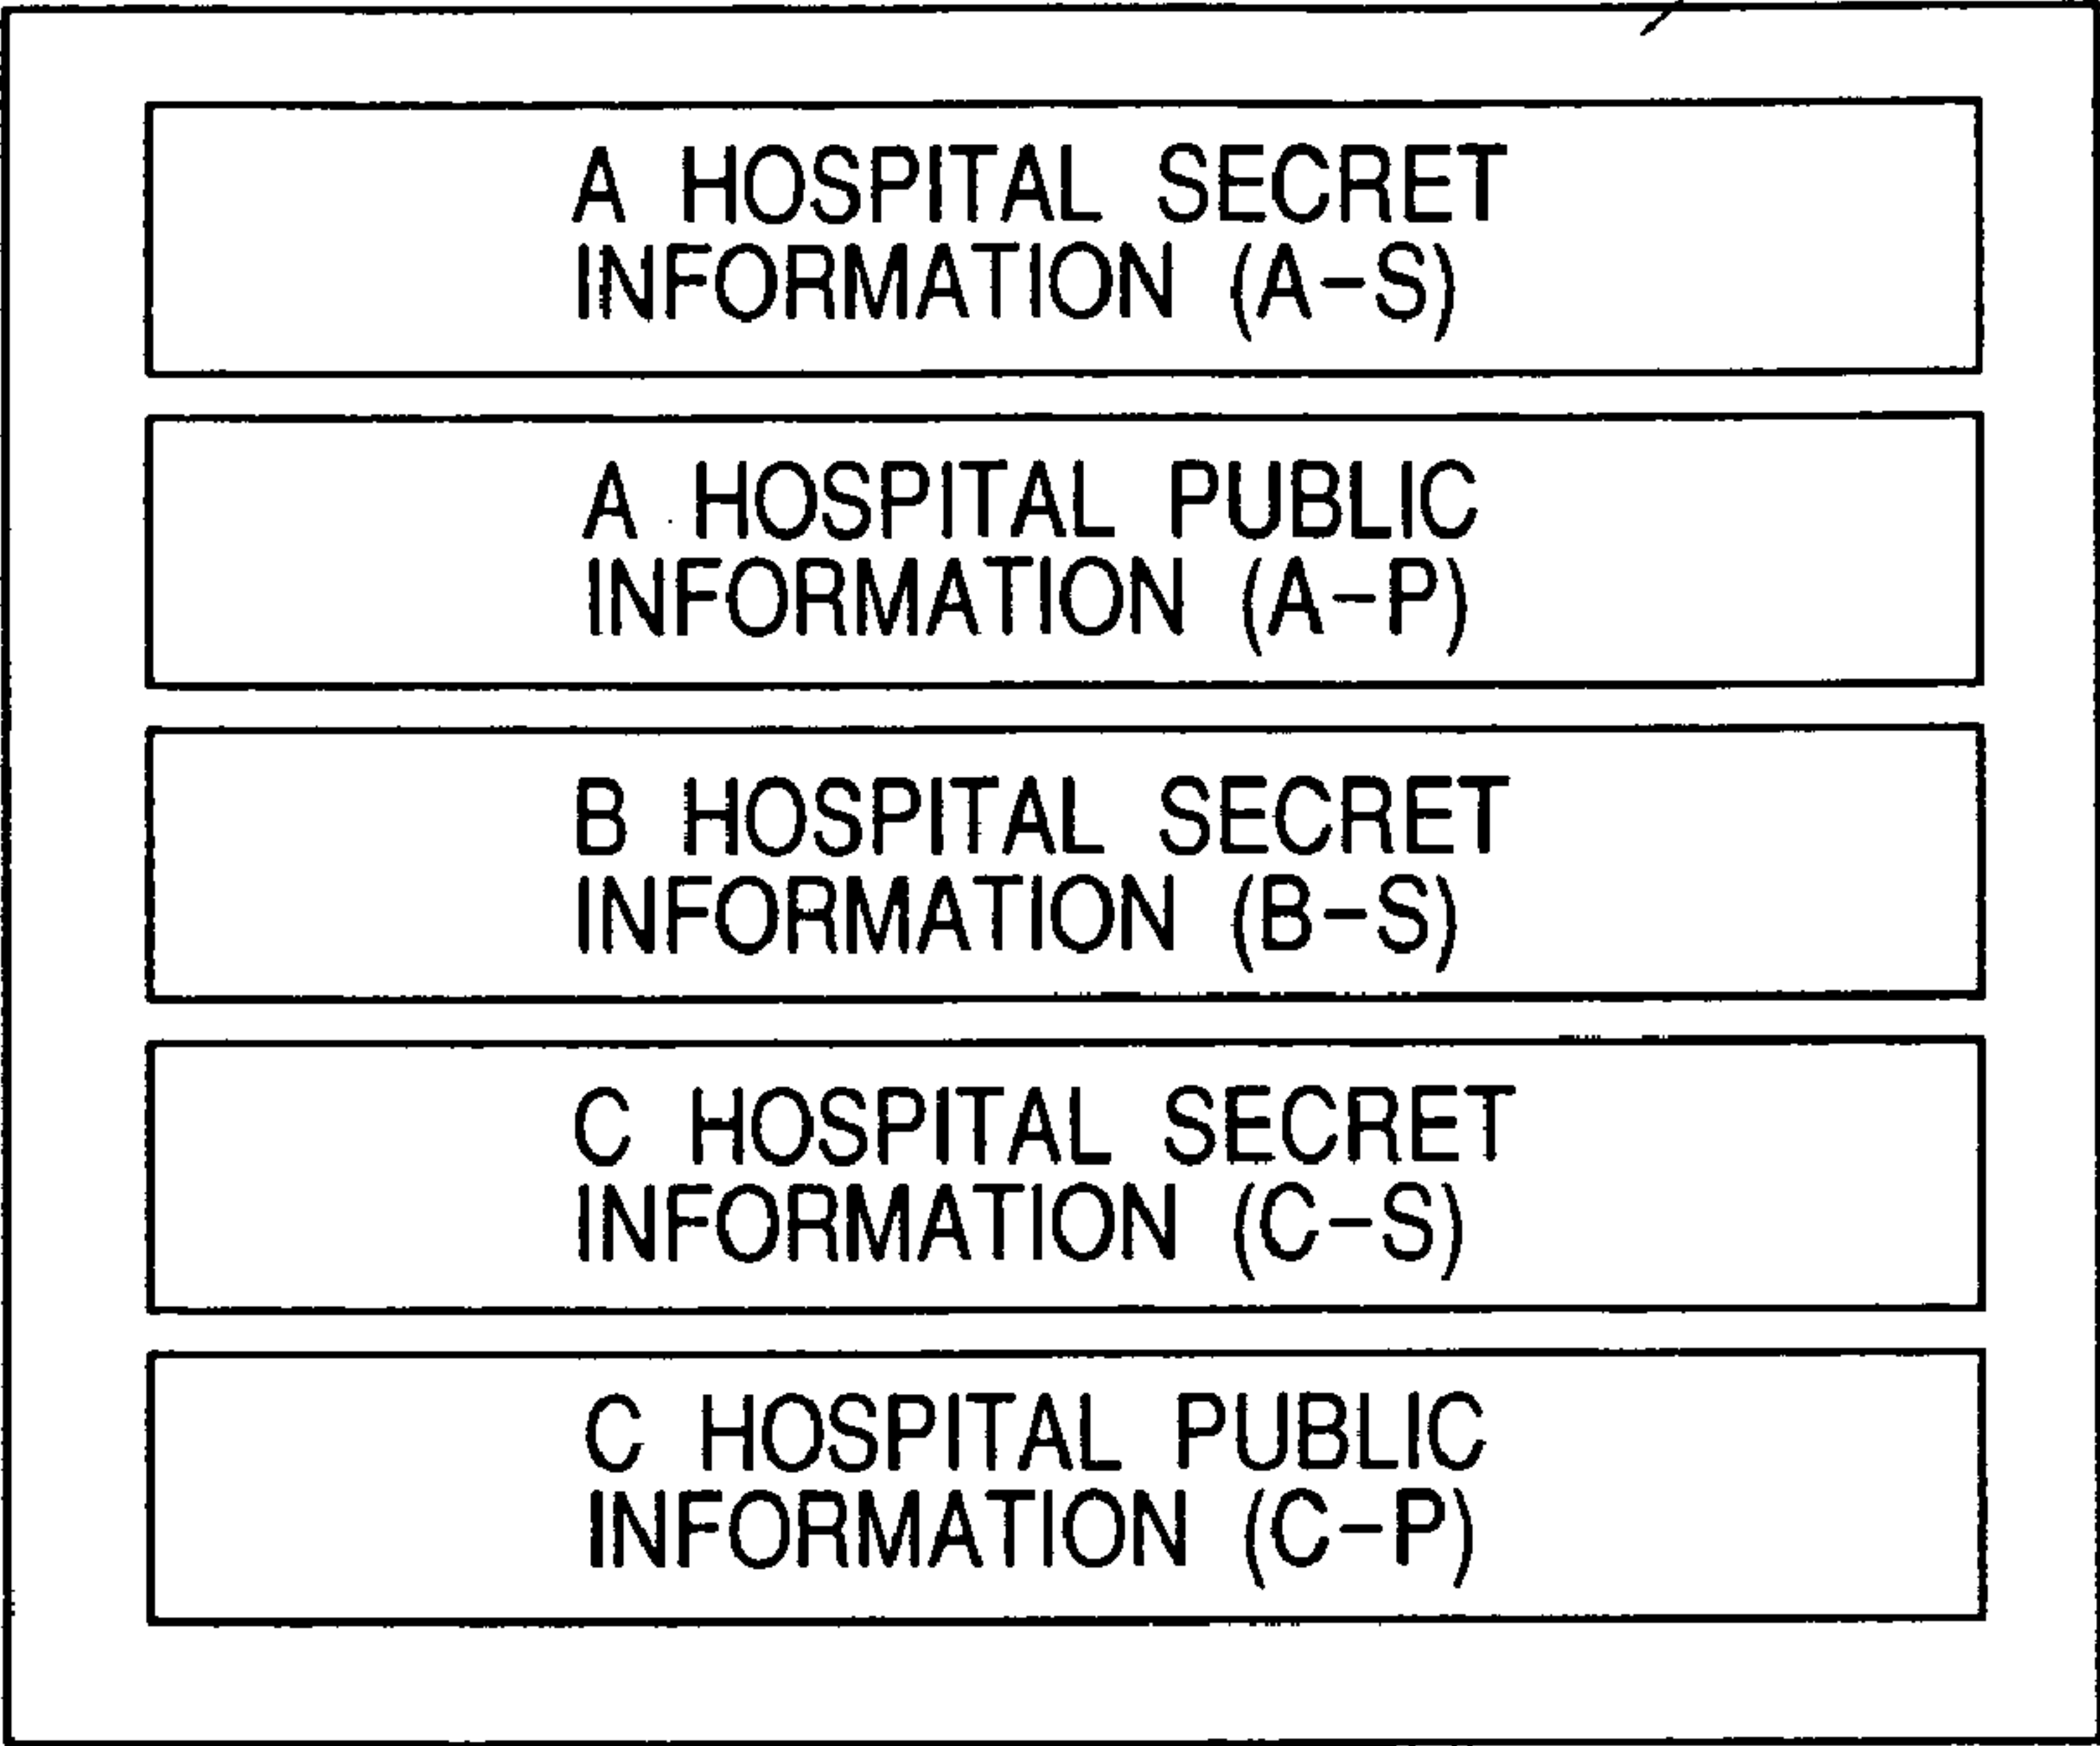 A HOSPITAL SECRET
INFORMATION (A-S)
A HOSPITAL PUBLIC
INFORMATION (A-P)
B HOSPITAL SECRET
INFORMATION (B-S)
C HOSPITAL SECRET
INFORMATION (C-S)
C HOSPITAL PUBLIC
INFORMATION (C-P)